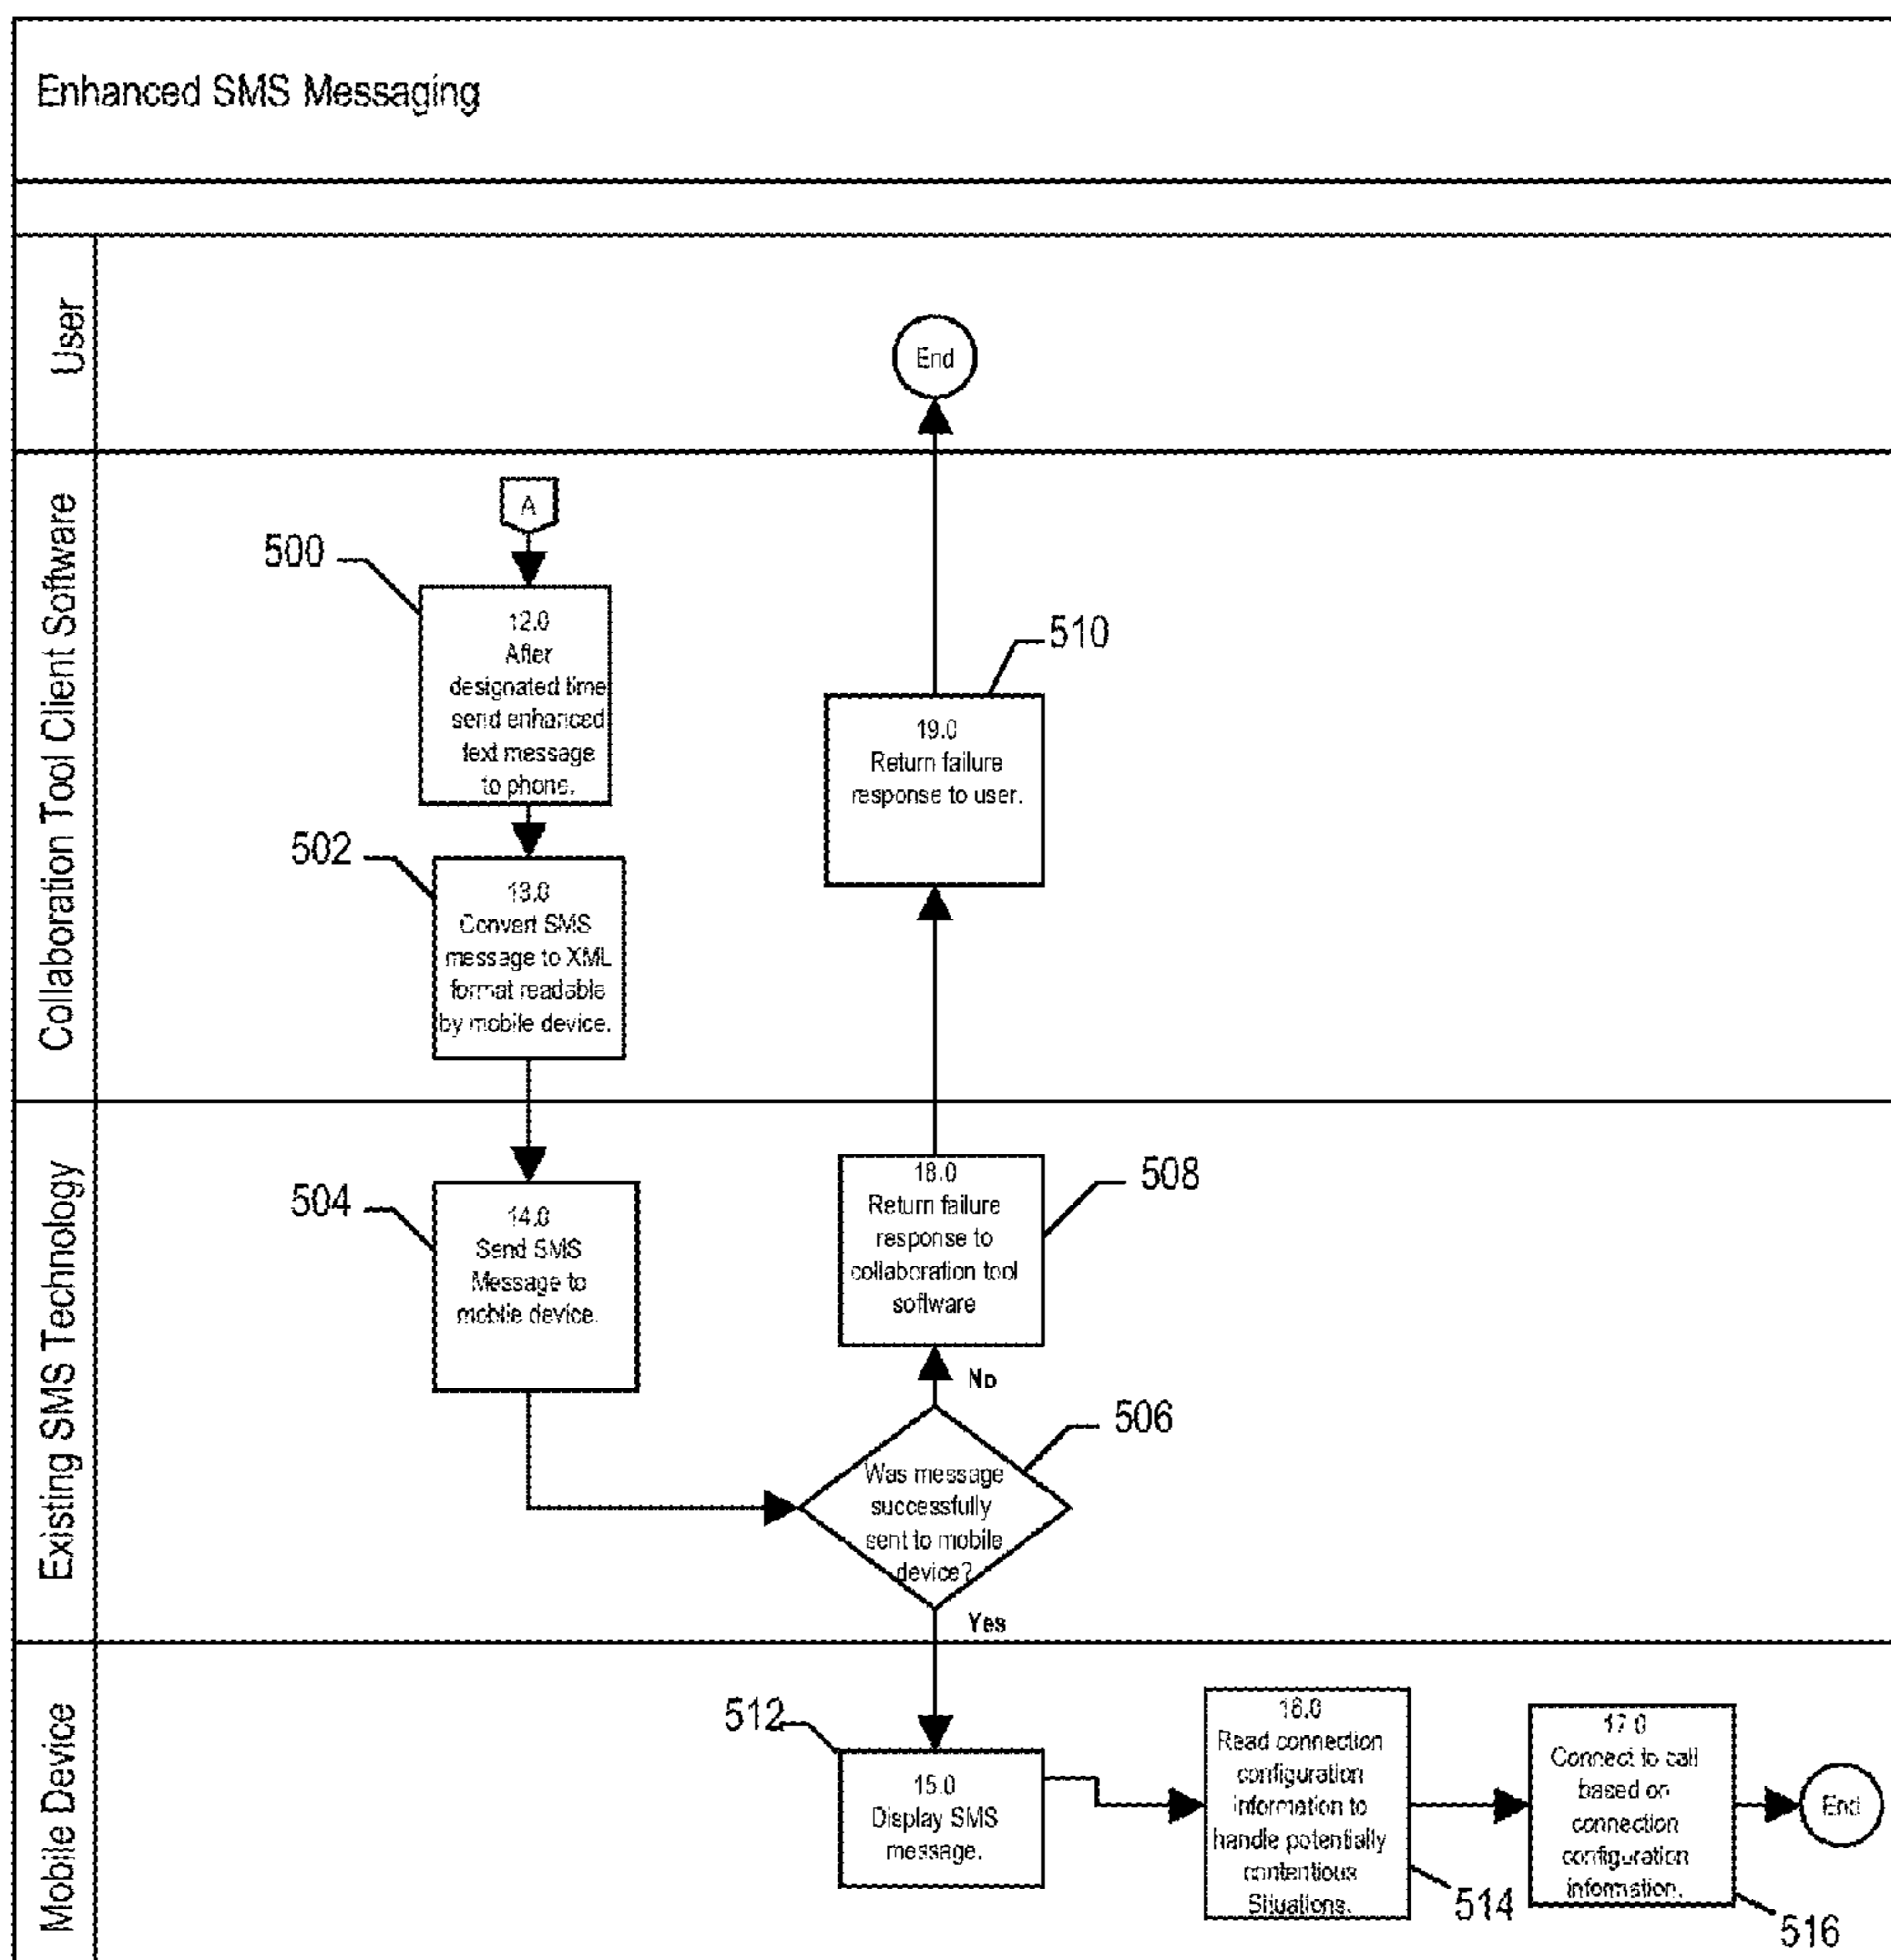 Enhanced SMS Messaging
User
End
Collaboration Tool Client Software
A
500
12.0
After
designated time
send enhanced
text message
to phone.
502
13.0
Convert SMS
message to XML
format readable
by mobile device.
510
19.0
Return failure
response to user.
Existing SMS Technology
504
14.0
Send SMS
Message to
mobile device.
508
18.0
Return failure
response to
collaboration tool
software
No
506
Was message
successfully
sent to mobile
device?
Yes
Mobile Device
512
15.0
Display SMS
message.
16.0
Read connection
configuration
information to
handle potentially
contentious
Situations.
514
17.0
Connect to call
based on
connection
configuration
information.
516
End